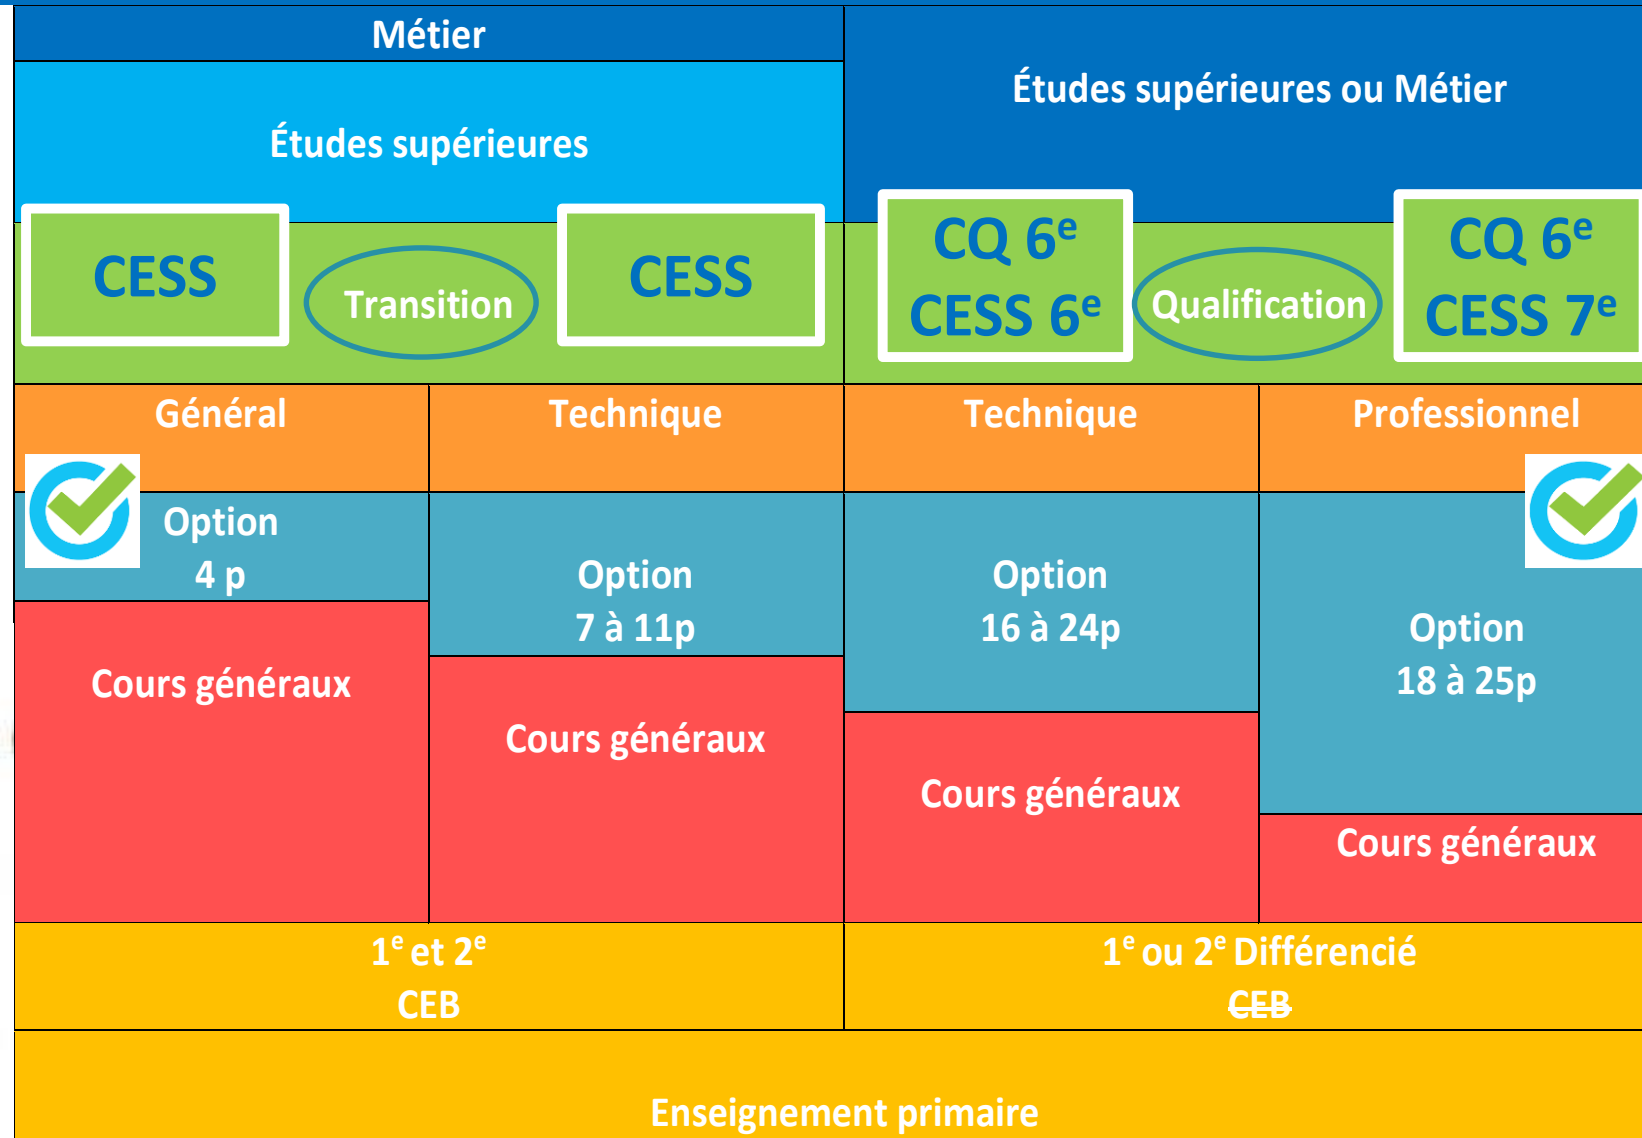 Métier
Études supérieures
Études supérieures ou Métier
CESS
Transition
CESS
CQ 6e
CESS 6e
Qualification
CQ 6e
CESS 7e
Général
Technique
Technique
Professionnel
Option
4 p
Option
7 à 11p
Option
16 à 24p
Option
18 à 25p
Cours généraux
Cours généraux
Cours généraux
Cours généraux
1e et 2e
CEB
1e ou 2e Différencié
CEB
Enseignement primaire